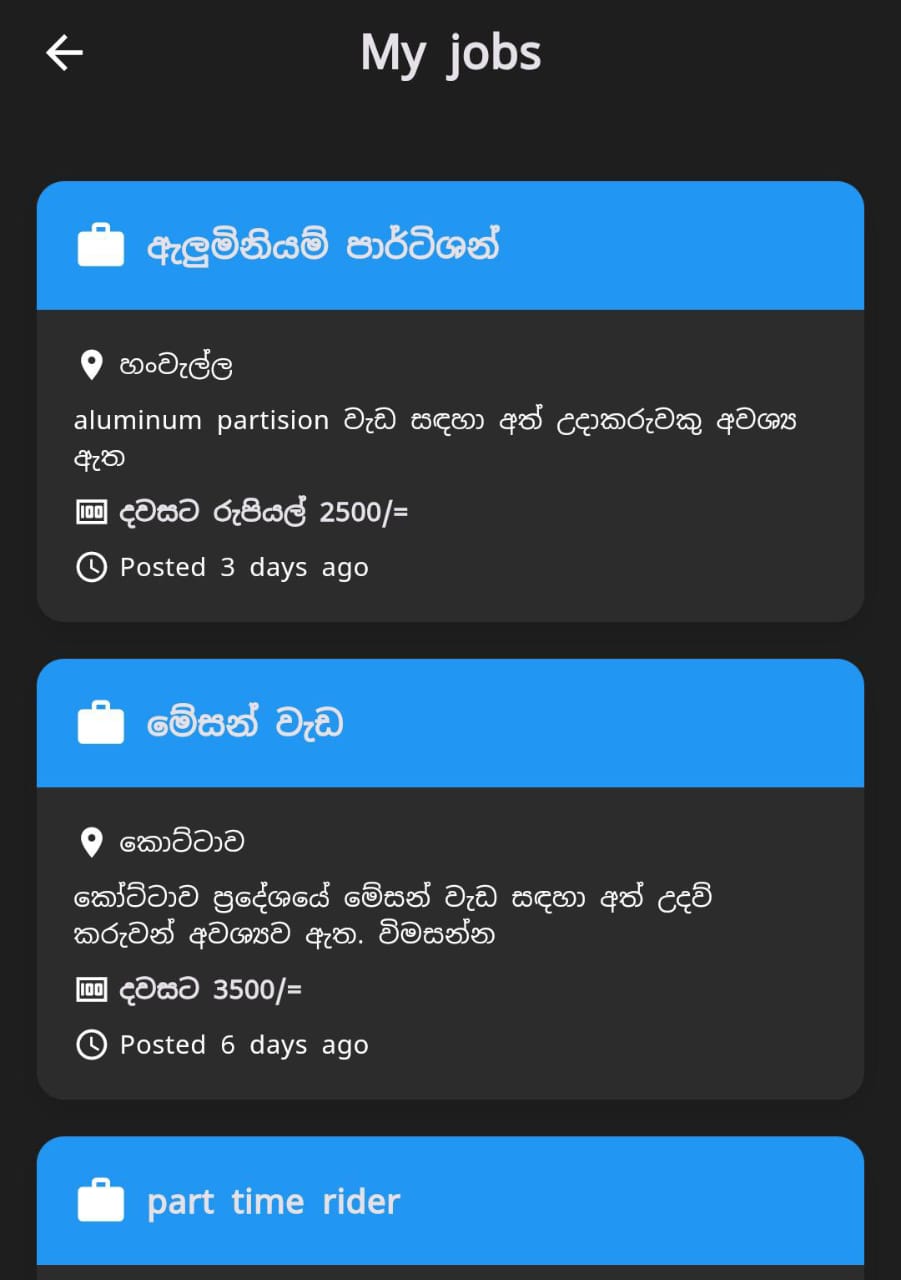 My jobs
ඇලුමිනියම් පාර්ටිශන්
හංවැල්ල
aluminum partision වැඩ සඳහා අත් උදාකරුවකු අවශ්‍ය
ඇත
100 දවසට රුපියල් 2500/=
Posted 3 days ago
මේසන් වැඩ
කොට්ටාව
කෝට්ටාව ප්‍රදේශයේ මේසන් වැඩ සඳහා අත් උදව්
කරුවන් අවශ්‍යව ඇත. විමසන්න
100 දවසට 3500/=
Posted 6 days ago
part time rider